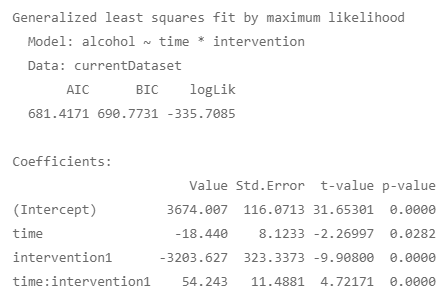 Generalized least squares fit by maximum likelihood
  Model: alcohol ~ time * intervention
  Data: currentDataset
       AIC      BIC    logLik
  681.4171 690.7731 -335.7085

Coefficients:
                       Value Std.Error  t-value p-value
(Intercept)         3674.007  116.0713 31.65301  0.0000
time                 -18.440    8.1233 -2.26997  0.0282
intervention1      -3203.627  323.3373 -9.90800  0.0000
time:intervention1    54.243   11.4881  4.72171  0.0000